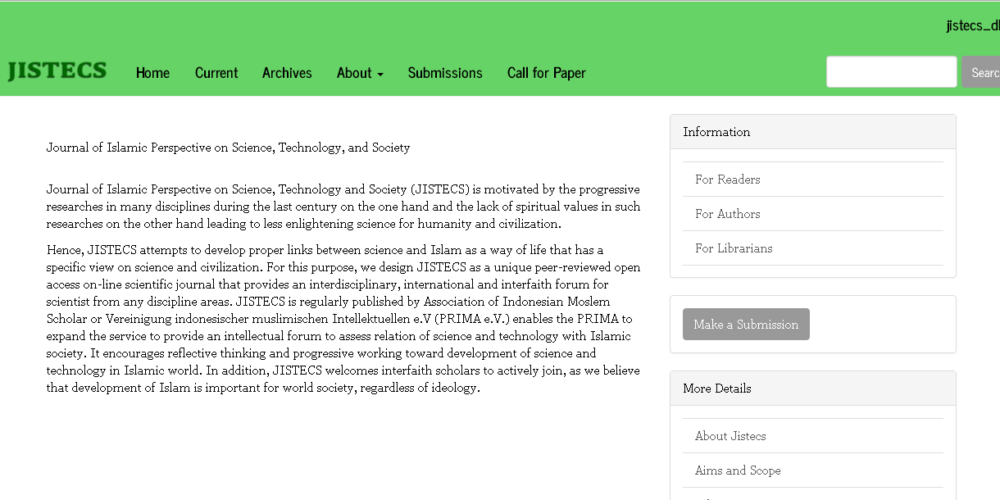 JISTECS
Home
Current
Archives
About
Submissions
Call for Paper
Journal of Islamic Perspective on Science, Technology, and Society
Journal of Islamic Perspective on Science, Technology and Society (JISTECS) is motivated by the progressive
researches in many disciplines during the last century on the one hand and the lack of spiritual values in such
researches on the other hand leading to less enlightening science for humanity and civilization.
Hence, JISTECS attempts to develop proper links between science and Islam as a way of life that has a
specific view on science and civilization. For this purpose, we design JISTECS as a unique peer-reviewed open
access on-line scientific journal that provides an interdisciplinary, international and interfaith forum for
scientist from any discipline areas. JISTECS is regularly published by Association of Indonesian Moslem
Scholar or Vereinigung indonesischer muslimischen Intellektuellen e.V (PRIMA e.V.) enables the PRIMA to
expand the service to provide an intellectual forum to assess relation of science and technology with Islamic
society. It encourages reflective thinking and progressive working toward development of science and
technology in Islamic world. In addition, JISTECS welcomes interfaith scholars to actively join, as we believe
that development of Islam is important for world society, regardless of ideology.
Information
For Readers
For Authors
For Librarians
Make a Submission
More Details
About Jistecs
Aims and Scope